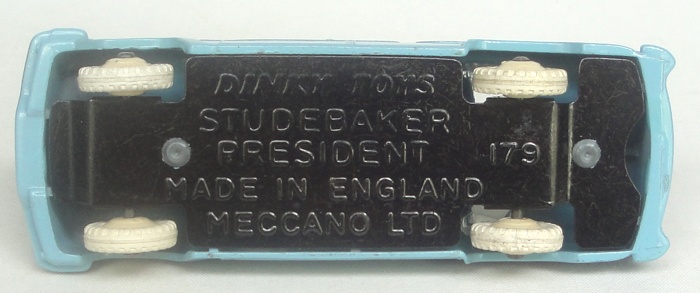 DINKY TOYS
STUDEBAKER
PRESIDENT 179
MADE IN ENGLAND
MECCANO LTD